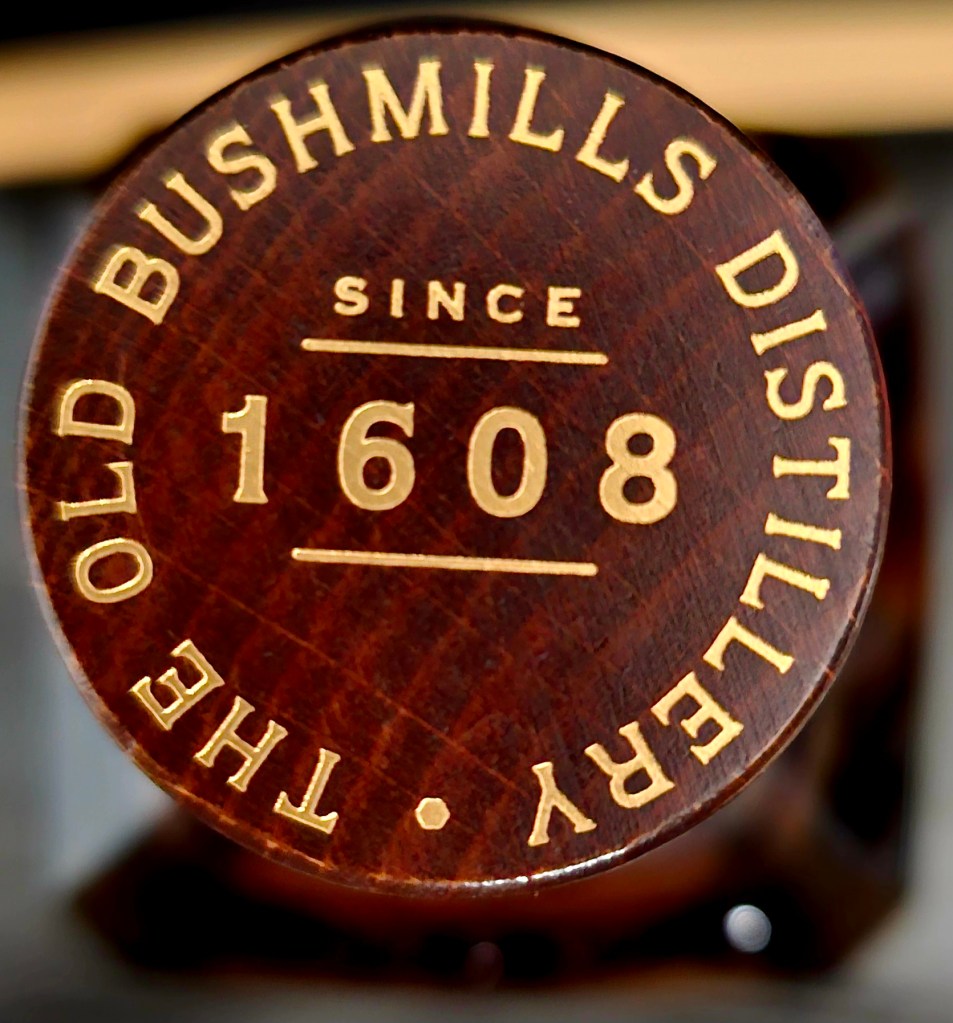 THE OLD BUSHMILLS DISTILLERY •
SINCE
1608